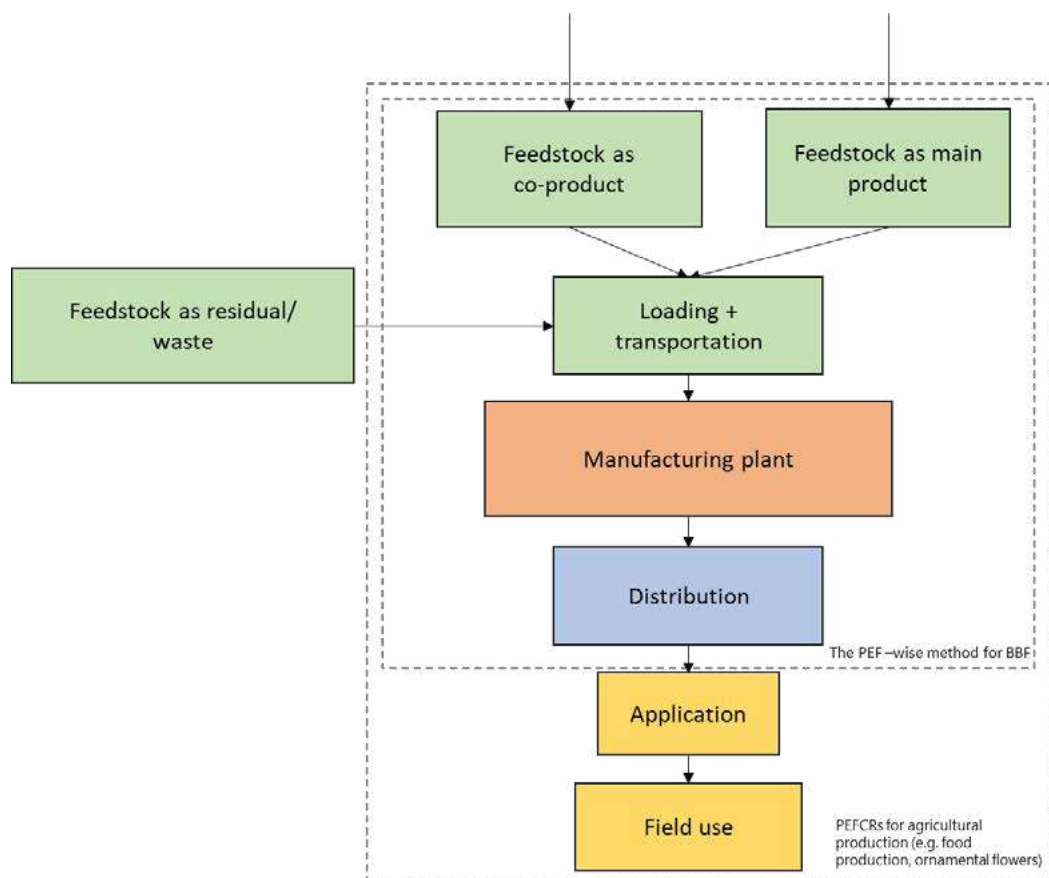 Feedstock as
co-product
Feedstock as main
product
Feedstock as residual/
waste
Loading +
transportation
Manufacturing plant
Distribution
The PEF –wise method for BBF
Application
Field use
PEFCRs for agricultural
production (e.g. food
production, ornamental flowers)